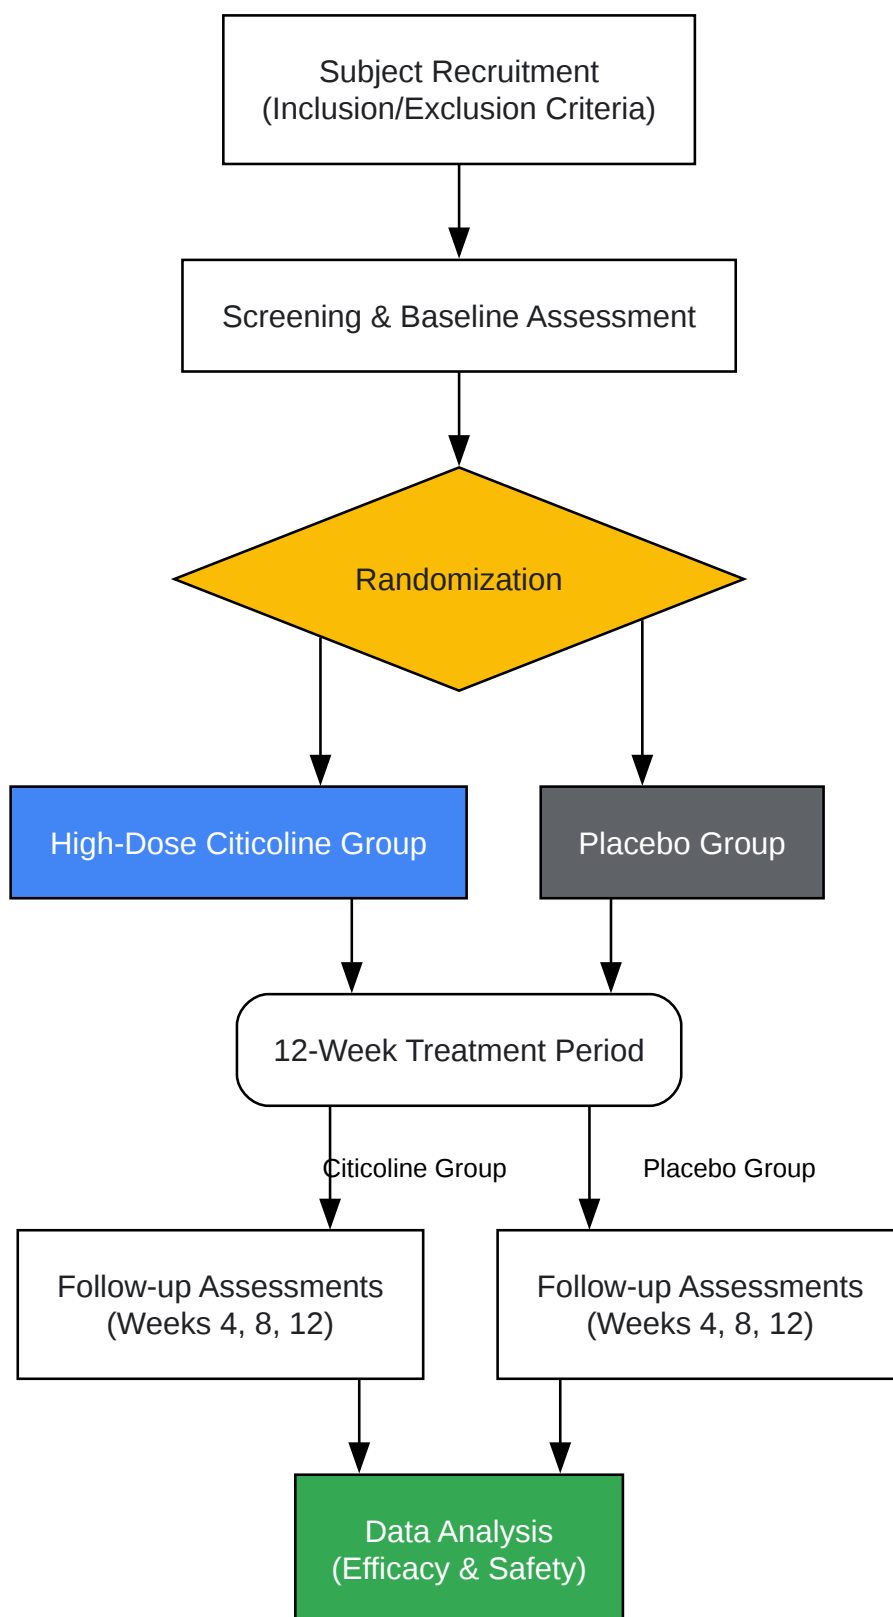 Subject Recruitment
(Inclusion/Exclusion Criteria)
Screening & Baseline Assessment
Randomization
High-Dose Citicoline Group
Placebo Group
12-Week Treatment Period
Citicoline Group
Placebo Group
Follow-up Assessments
(Weeks 4, 8, 12)
Follow-up Assessments
(Weeks 4, 8, 12)
Data Analysis
(Efficacy & Safety)